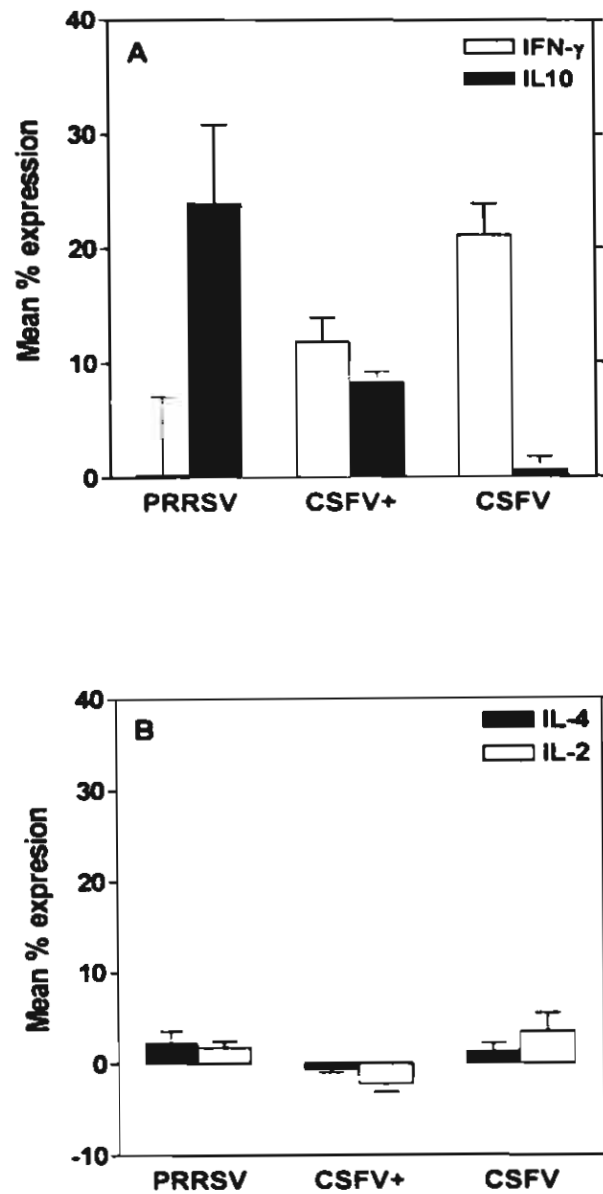 A
IFN-γ
IL10
Mean % expression
40
30
20
10
0
PRRSV CSFV+ CSFV
B
IL-4
IL-2
Mean % expresion
40
30
20
10
0
-10
PRRSV CSFV+ CSFV